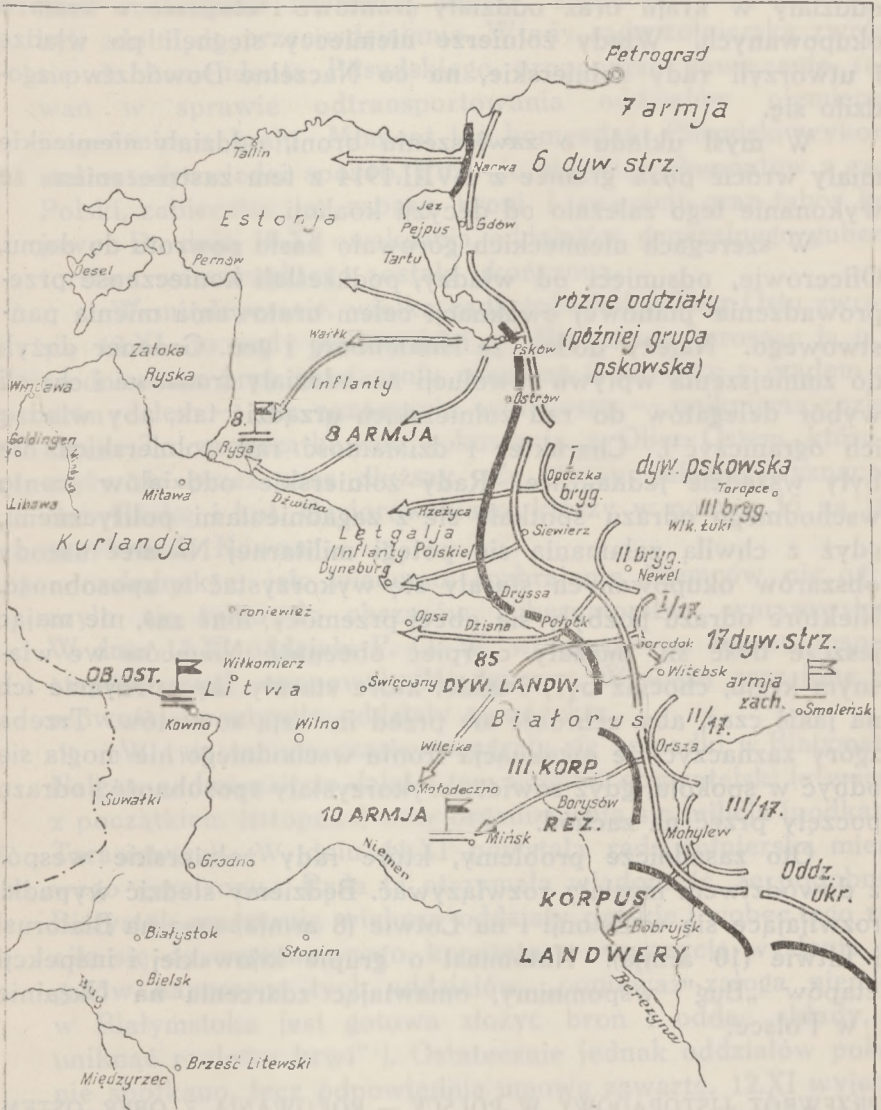 Petrograd
7 armja
6 dyw. strz.
Tallin
Narwa
Estonja
Jez
Pejpus
Gdów
Oesel
Pernów
Tartu
różne oddziały
(później grupa
pskowska)
Wałk
Psków
Zatoka
Ryska
Inflanty
Ostrów
Windawa
8.
8 ARMJA
Goldingen
Ryga
I
bryg.
dyw. pskowska
Opoczka
Toropce
III bryg.
Wlk. Łuki
Mitawa
Dźwina
Rzeżyca
Libawa
Letgalja
/Inflanty Polskie/
Siewierz
Kurlandja
Dyneburg
II bryg.
Newel
Dryssa
I/17.
Poniewież
Opsa
Dzisna
Połock
Horodok
17 dyw. strz.
OB. OST.
Wiłkomierz
Litwa
85
DYW. LANDW.
Święciany
Witebsk
armja
zach.
Smoleńsk
Kowno
Wilno
Białoruś
II/17.
Wilejka
Orsza
III. KORP.
REZ.
Mołodeczno
Suwałki
10 ARMJA
Borysów
III/17.
Mińsk
Mohylew
Niemen
Grodno
Oddz.
ukr.
KORPUS
LANDWERY
Bobrujsk
Białystok
Słonim
Bielsk
Bug
Berezyna
Brześć Litewski
Międzyrzec